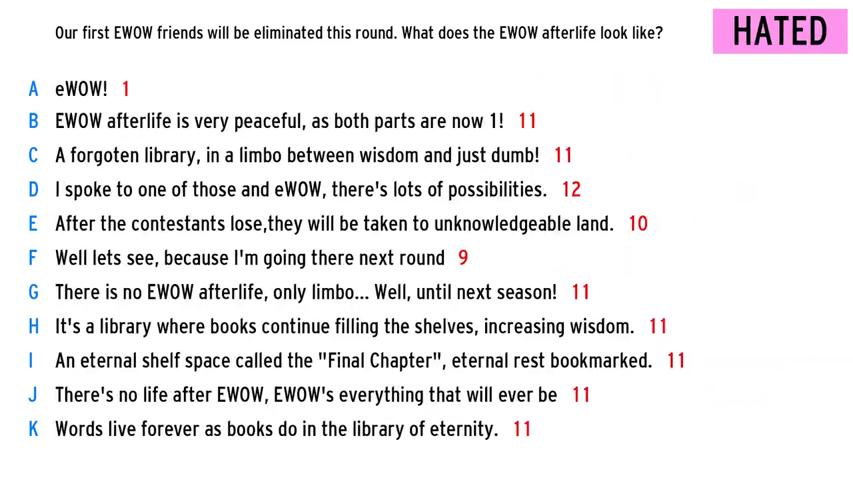 Our first EWOW friends will be eliminated this round. What does the EWOW afterlife look like?
HATED
A eWOW! 1
B EWOW afterlife is very peaceful, as both parts are now 1! 11
C A forgoten library, in a limbo between wisdom and just dumb! 11
D I spoke to one of those and eWOW, there's lots of possibilities. 12
E After the contestants lose,they will be taken to unknowledgeable land. 10
F Well lets see, because I'm going there next round 9
G There is no EWOW afterlife, only limbo... Well, until next season! 11
H It's a library where books continue filling the shelves, increasing wisdom. 11
I An eternal shelf space called the "Final Chapter", eternal rest bookmarked. 11
J There's no life after EWOW, EWOW's everything that will ever be 11
K Words live forever as books do in the library of eternity. 11